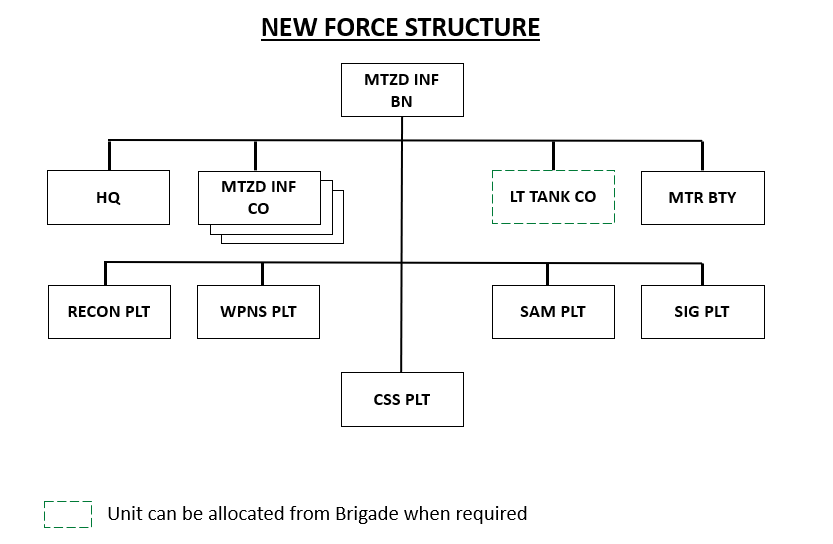 NEW FORCE STRUCTURE
MTZD INF
BN
HQ
MTZD INF
CO
LT TANK CO
MTR BTY
RECON PLT
WPNS PLT
SAM PLT
SIG PLT
CSS PLT
Unit can be allocated from Brigade when required